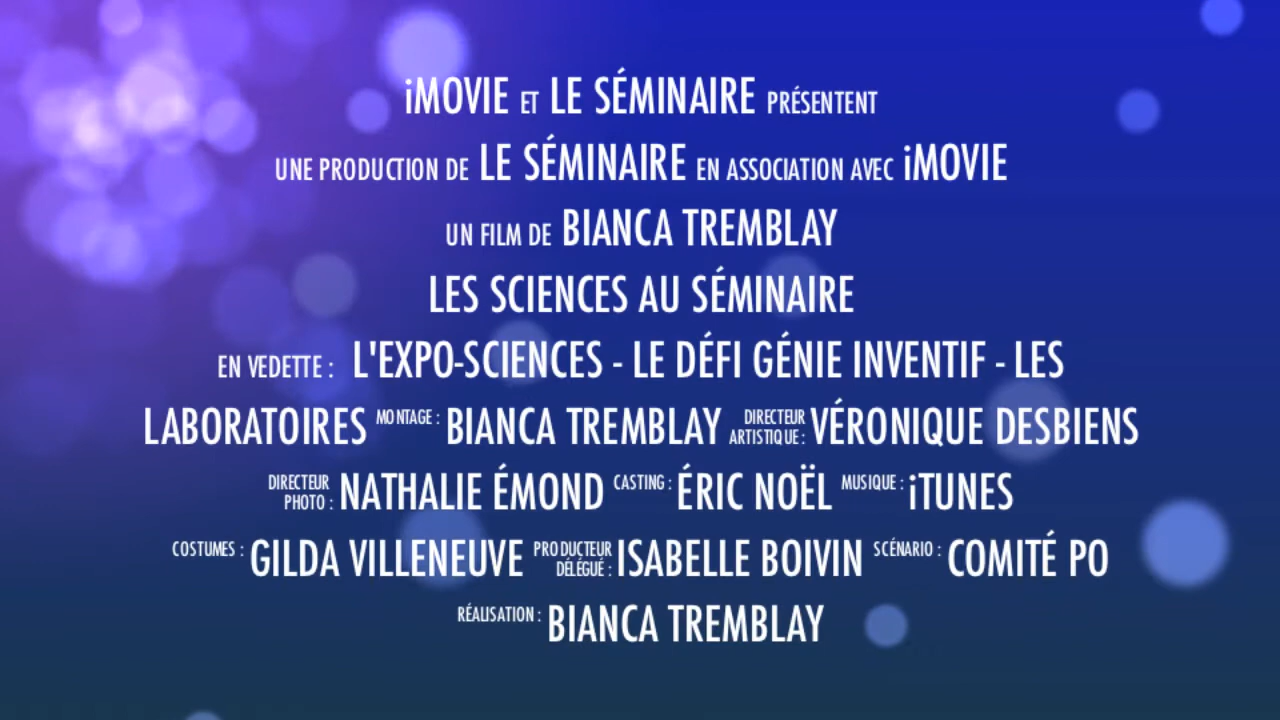 iMOVIE ET LE SÉMINAIRE PRÉSENTENT
UNE PRODUCTION DE LE SÉMINAIRE EN ASSOCIATION AVEC iMOVIE
UN FILM DE BIANCA TREMBLAY
LES SCIENCES AU SÉMINAIRE
EN VEDETTE : L'EXPO-SCIENCES - LE DÉFI GÉNIE INVENTIF - LES
LABORATOIRES MONTAGE : BIANCA TREMBLAY DIRECTEUR ARTISTIQUE : VÉRONIQUE DESBIENS
DIRECTEUR PHOTO : NATHALIE ÉMOND CASTING : ÉRIC NOËL MUSIQUE : iTUNES
COSTUMES : GILDA VILLENEUVE PRODUCTEUR DÉLÉGUÉ : ISABELLE BOIVIN SCÉNARIO : COMITÉ PO
RÉALISATION : BIANCA TREMBLAY